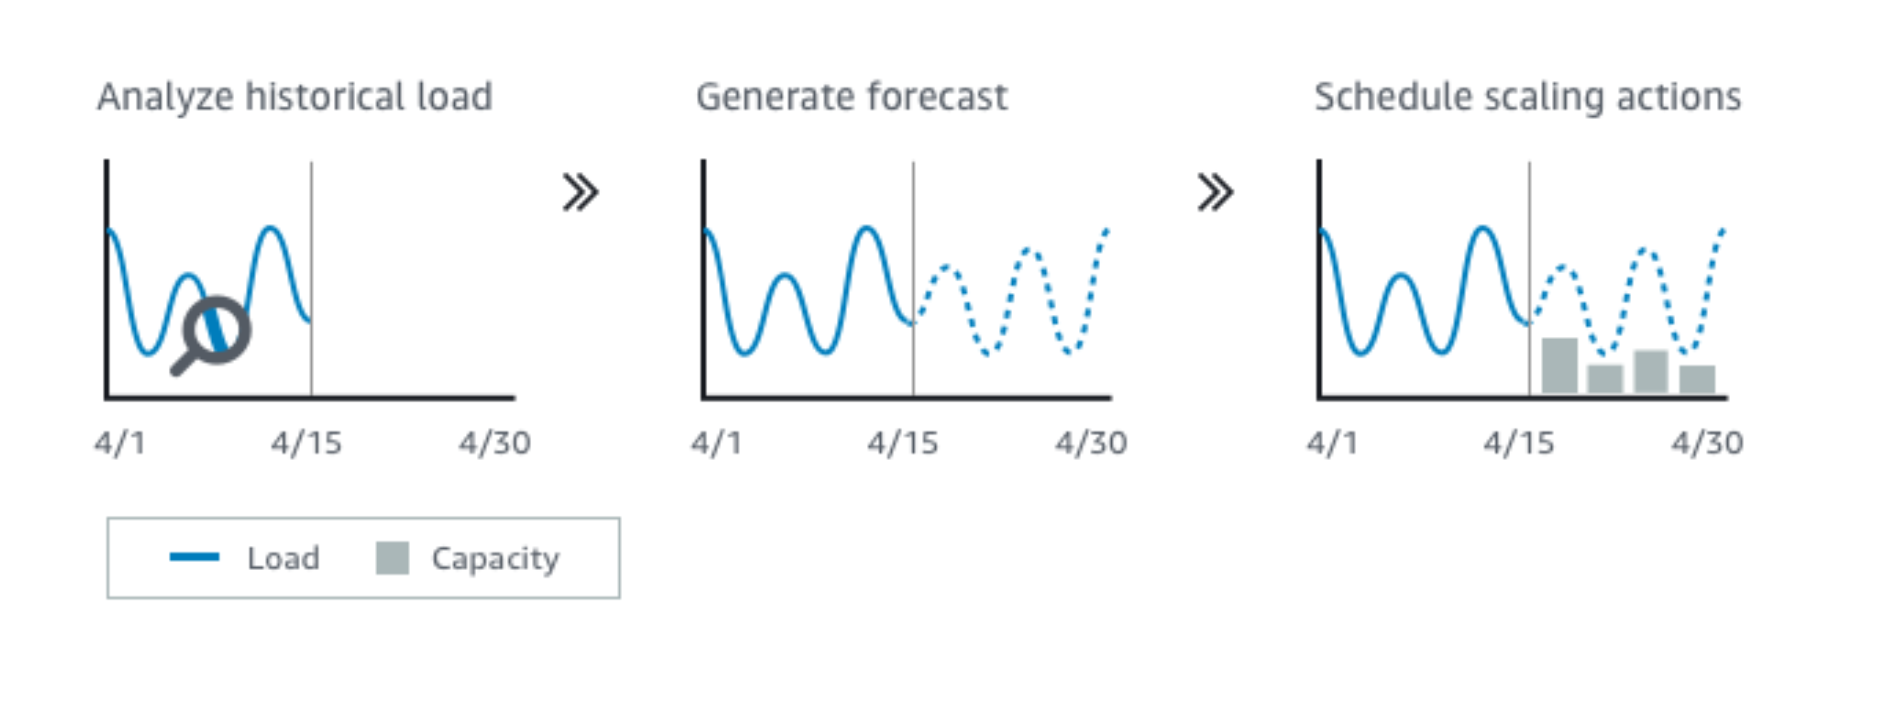 Analyze historical load
Generate forecast
Schedule scaling actions
4/1 4/15 4/30
4/1 4/15 4/30
4/1 4/15 4/30
Load
Capacity